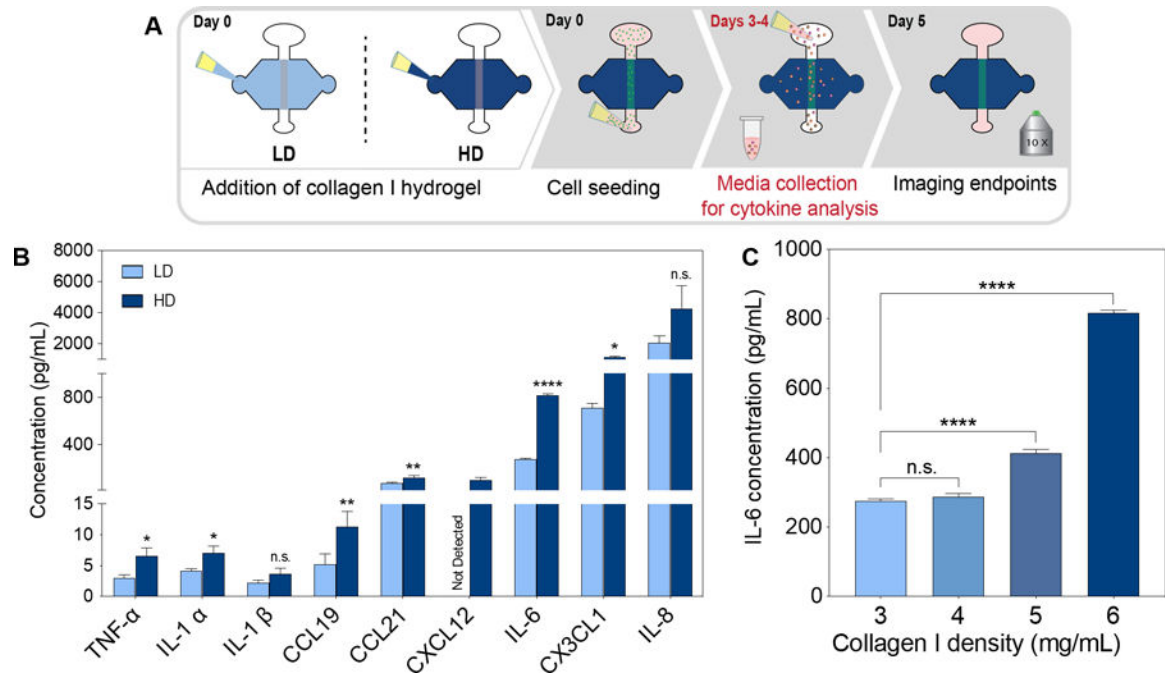 A
Day 0
LD
HD
Addition of collagen I hydrogel
Day 0
Cell seeding
Days 3-4
Media collection
for cytokine analysis
Day 5
10 X
Imaging endpoints
B
Concentration (pg/mL)
8000
6000
4000
2000
800
400
15
10
5
0
LD
HD
*
*
n.s.
**
**
Not Detected
****
*
n.s.
TNF-α
IL-1 α
IL-1 β
CCL19
CCL21
CXCL12
IL-6
CX3CL1
IL-8
C
IL-6 concentration (pg/mL)
1000
800
600
400
200
0
****
****
n.s.
3 4 5 6
Collagen I density (mg/mL)